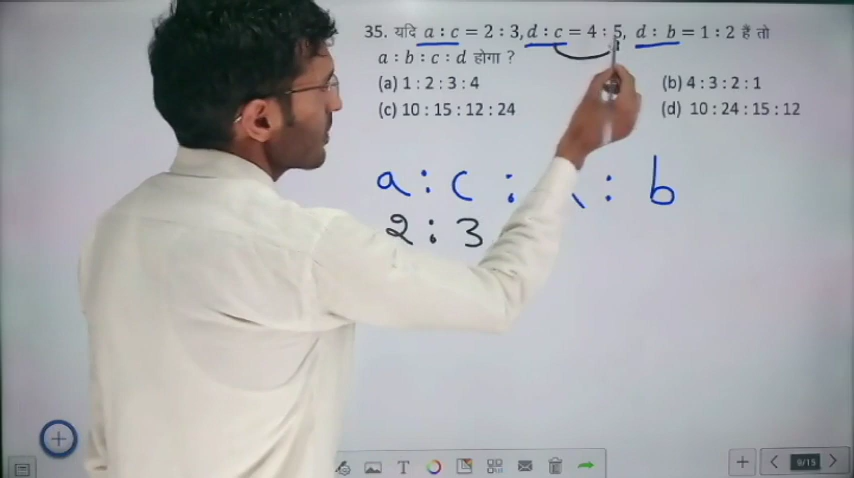 35. यदि a : c = 2 : 3, d : c = 4 : 5, d : b = 1 : 2 हैं तो
a : b : c : d होगा ?
(a) 1 : 2 : 3 : 4
(b) 4 : 3 : 2 : 1
(c) 10 : 15 : 12 : 24
(d) 10 : 24 : 15 : 12
a : c : : b
2 : 3
T
9/15